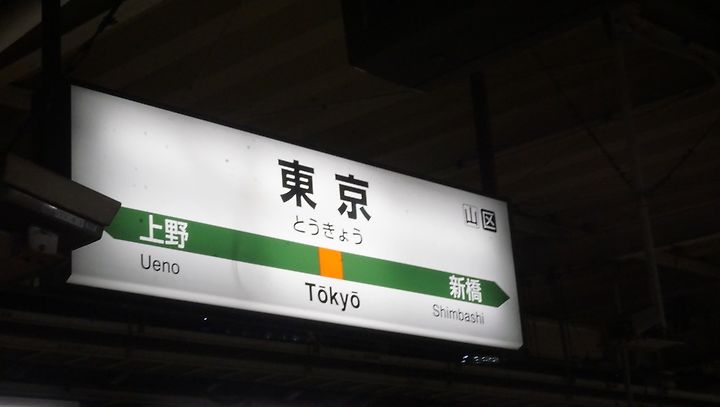 東京
山区
とうきょう
上野
新橋
Ueno
Tōkyō
Shimbashi